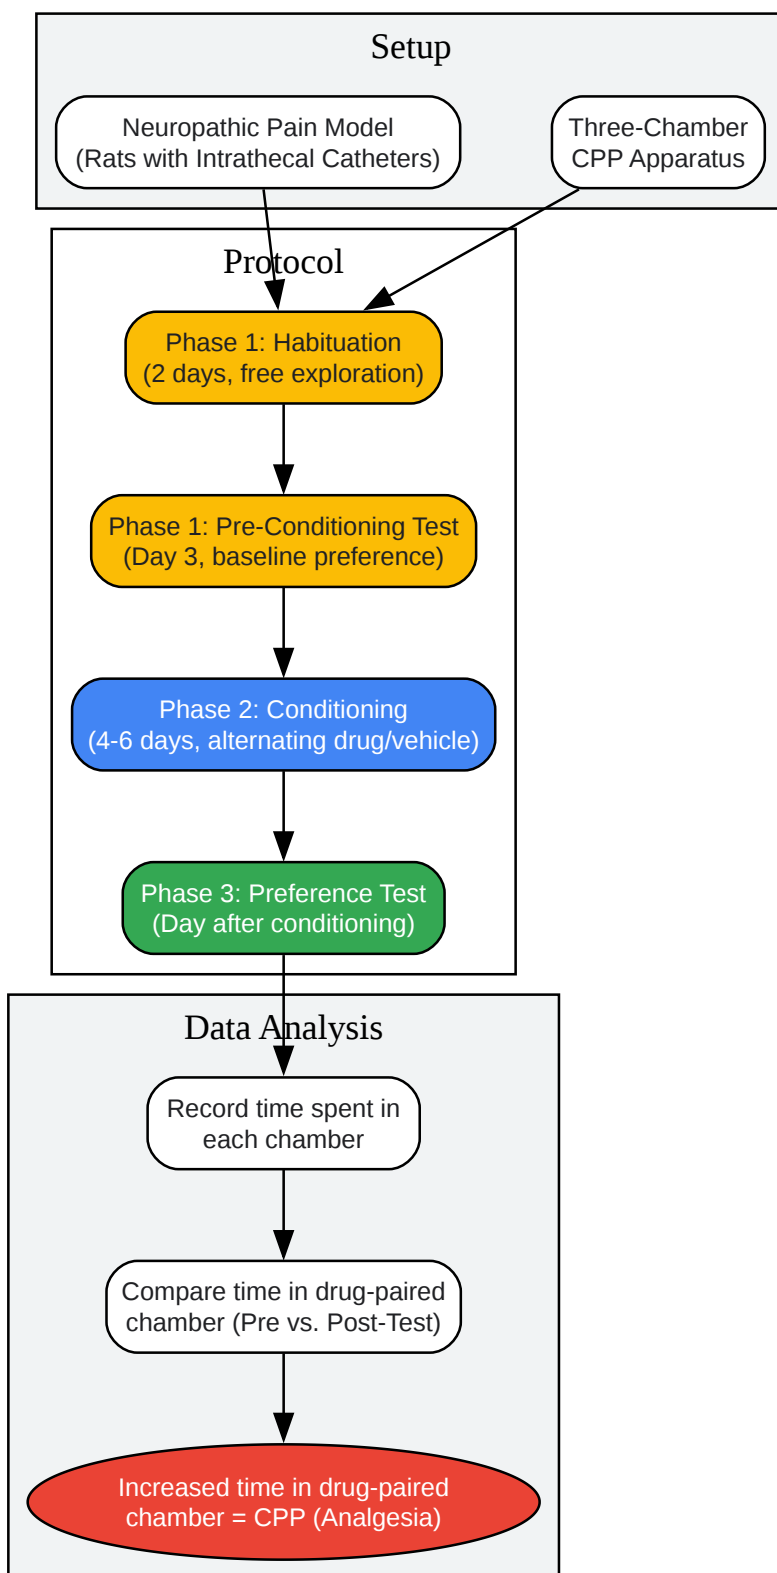 Setup
Neuropathic Pain Model
(Rats with Intrathecal Catheters)
Three-Chamber
CPP Apparatus
Protocol
Phase 1: Habituation
(2 days, free exploration)
Phase 1: Pre-Conditioning Test
(Day 3, baseline preference)
Phase 2: Conditioning
(4-6 days, alternating drug/vehicle)
Phase 3: Preference Test
(Day after conditioning)
Data Analysis
Record time spent in
each chamber
Compare time in drug-paired
chamber (Pre vs. Post-Test)
Increased time in drug-paired
chamber = CPP (Analgesia)